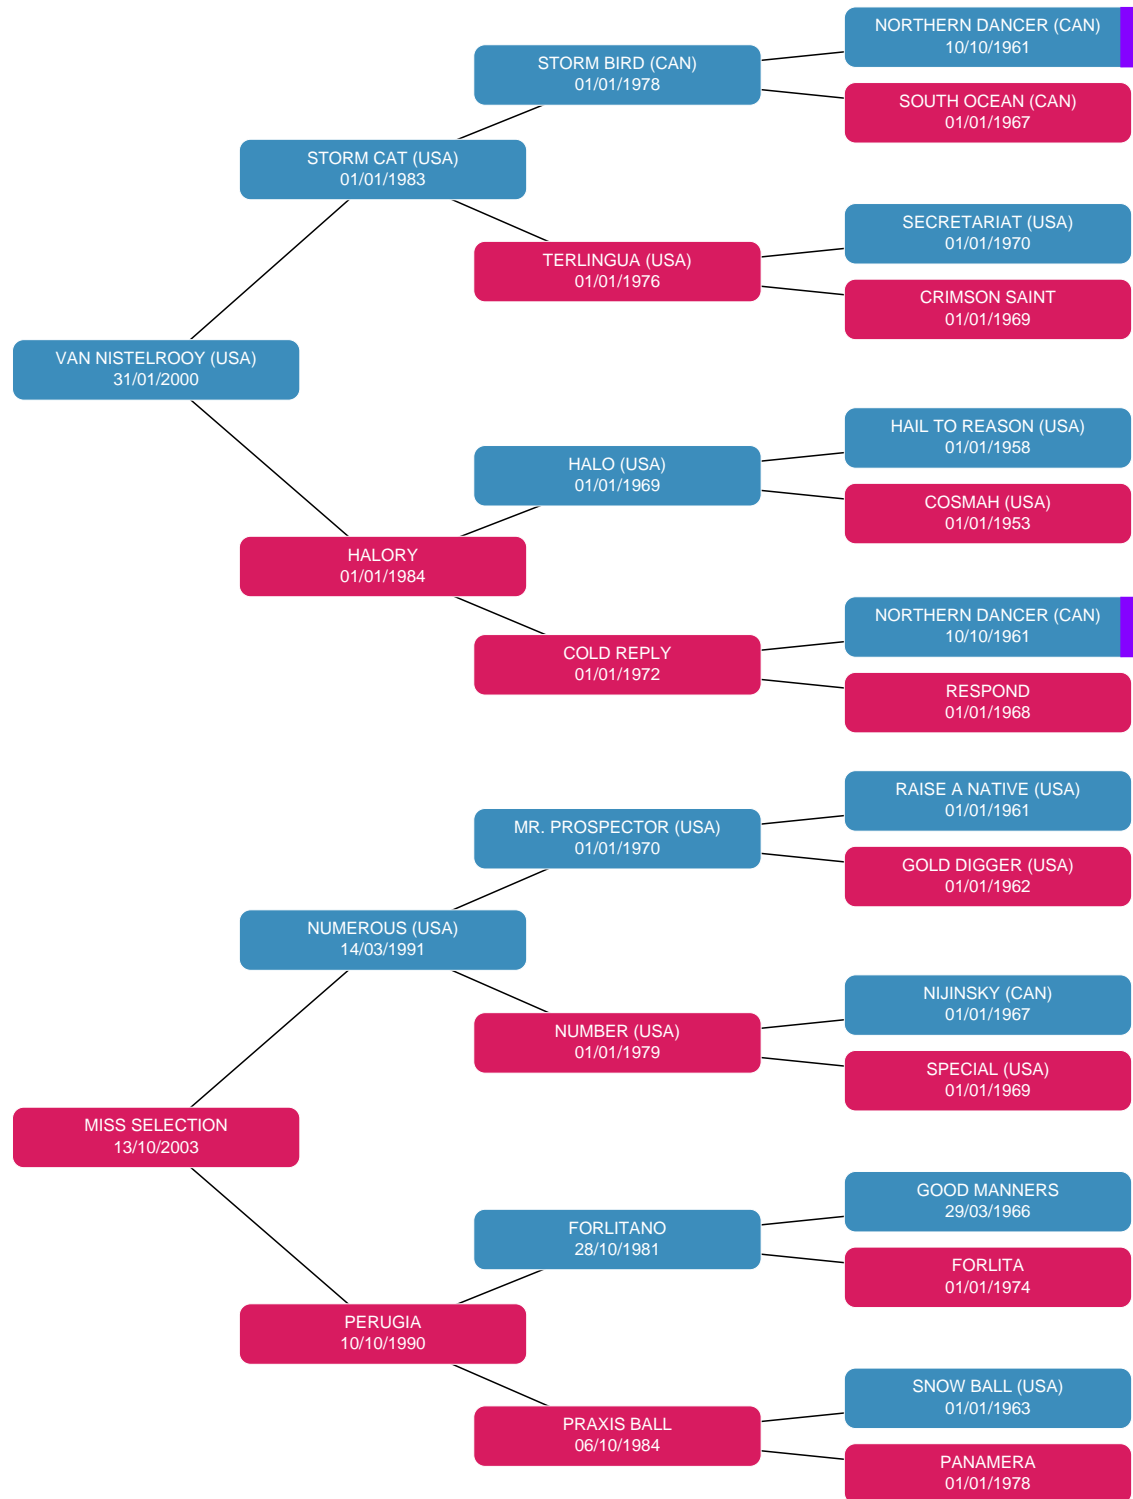 NORTHERN DANCER (CAN)
10/10/1961
STORM BIRD (CAN)
01/01/1978
SOUTH OCEAN (CAN)
01/01/1967
STORM CAT (USA)
01/01/1983
SECRETARIAT (USA)
01/01/1970
TERLINGUA (USA)
01/01/1976
CRIMSON SAINT
01/01/1969
VAN NISTELROOY (USA)
31/01/2000
HAIL TO REASON (USA)
01/01/1958
HALO (USA)
01/01/1969
COSMAH (USA)
01/01/1953
HALORY
01/01/1984
NORTHERN DANCER (CAN)
10/10/1961
COLD REPLY
01/01/1972
RESPOND
01/01/1968
RAISE A NATIVE (USA)
01/01/1961
MR. PROSPECTOR (USA)
01/01/1970
GOLD DIGGER (USA)
01/01/1962
NUMEROUS (USA)
14/03/1991
NIJINSKY (CAN)
01/01/1967
NUMBER (USA)
01/01/1979
SPECIAL (USA)
01/01/1969
MISS SELECTION
13/10/2003
GOOD MANNERS
29/03/1966
FORLITANO
28/10/1981
FORLITA
01/01/1974
PERUGIA
10/10/1990
SNOW BALL (USA)
01/01/1963
PRAXIS BALL
06/10/1984
PANAMERA
01/01/1978